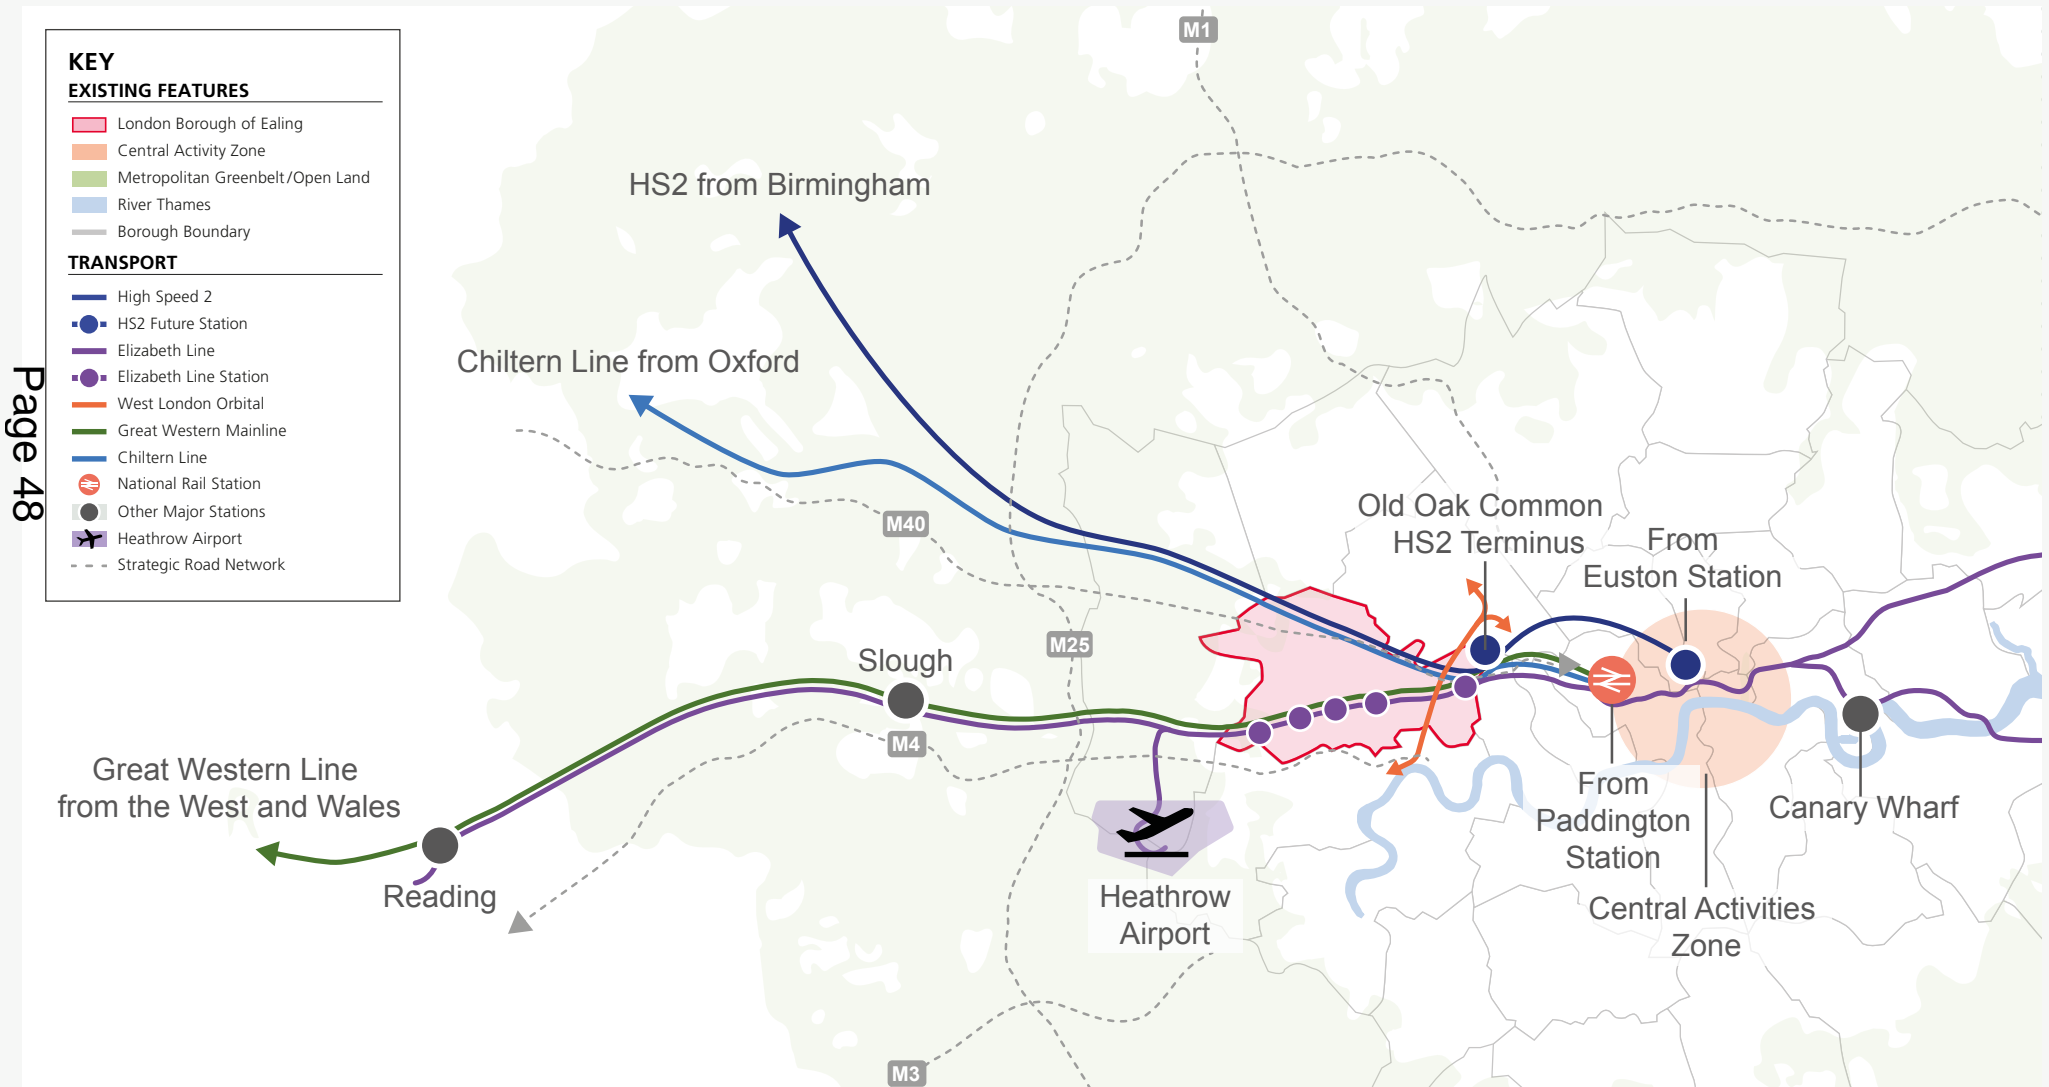 KEY
EXISTING FEATURES
London Borough of Ealing
Central Activity Zone
Metropolitan Greenbelt/Open Land
River Thames
Borough Boundary
TRANSPORT
High Speed 2
HS2 Future Station
Elizabeth Line
Elizabeth Line Station
West London Orbital
Great Western Mainline
Chiltern Line
National Rail Station
Other Major Stations
Heathrow Airport
Strategic Road Network
Page 48
M1
HS2 from Birmingham
Chiltern Line from Oxford
M40
Old Oak Common
HS2 Terminus
From
Euston Station
M25
Slough
M4
Great Western Line
from the West and Wales
Reading
Heathrow
Airport
From
Paddington
Station
Canary Wharf
Central Activities
Zone
M3